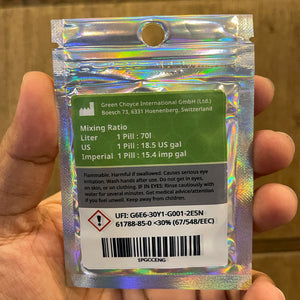 Green Choyce International GmbH (Ltd.)
Boesch 73, 6331 Huenenberg, Switzerland
Mixing Ratio
Liter 1 Pill : 70l
US 1 Pill : 18.5 US gal
Imperial 1 Pill : 15.4 imp gal
Flammable. Harmful if swallowed. Causes serious eye
irritation. Wash hands after use. Do not get in eyes,
on skin, or on clothing. IF IN EYES: Rinse cautiously with
water for several minutes. Get medical advice/attention
if you feel unwell. Keep away from children.
UFI: G6E6-30Y1-G001-2ESN
61788-85-0 <30% (67/548/EEC)
SPGCCENG